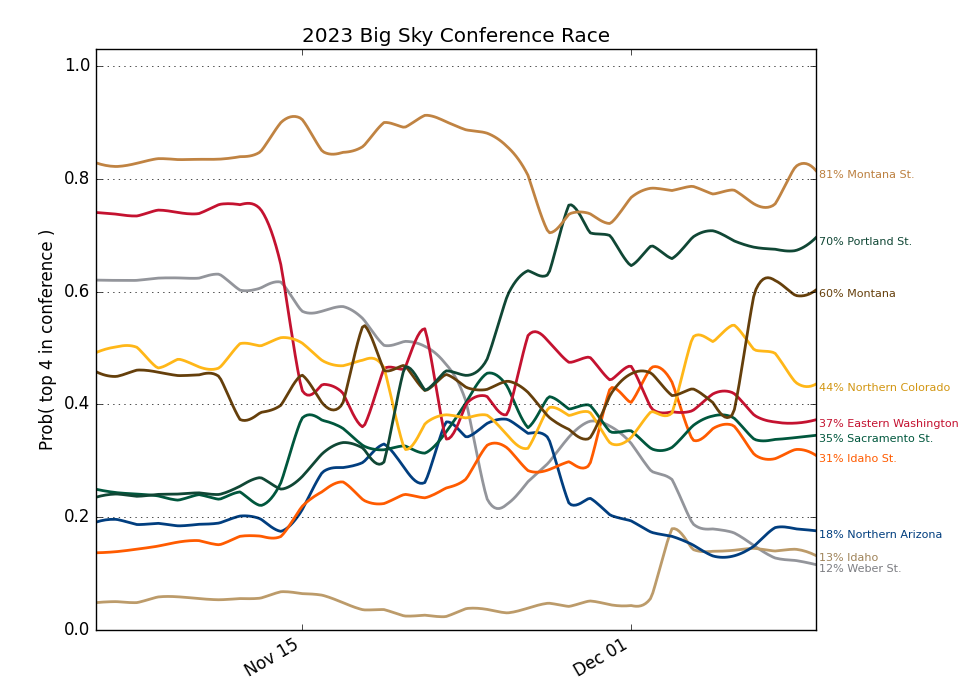 2023 Big Sky Conference Race
Prob( top 4 in conference )
1.0
0.8
0.6
0.4
0.2
0.0
Nov 15
Dec 01
81% Montana St.
70% Portland St.
60% Montana
44% Northern Colorado
37% Eastern Washington
35% Sacramento St.
31% Idaho St.
18% Northern Arizona
13% Idaho
12% Weber St.